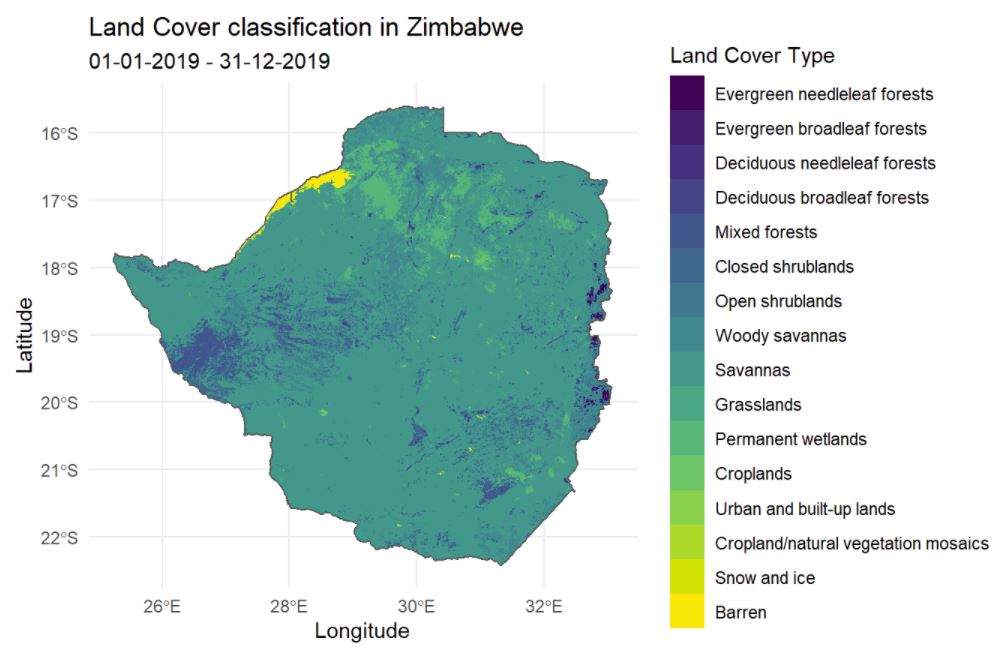 Land Cover classification in Zimbabwe
01-01-2019 - 31-12-2019
Land Cover Type
Evergreen needleleaf forests
Evergreen broadleaf forests
Deciduous needleleaf forests
Deciduous broadleaf forests
Mixed forests
Closed shrublands
Open shrublands
Woody savannas
Savannas
Grasslands
Permanent wetlands
Croplands
Urban and built-up lands
Cropland/natural vegetation mosaics
Snow and ice
Barren
Latitude
16°S
17°S
18°S
19°S
20°S
21°S
22°S
26°E 28°E 30°E 32°E
Longitude